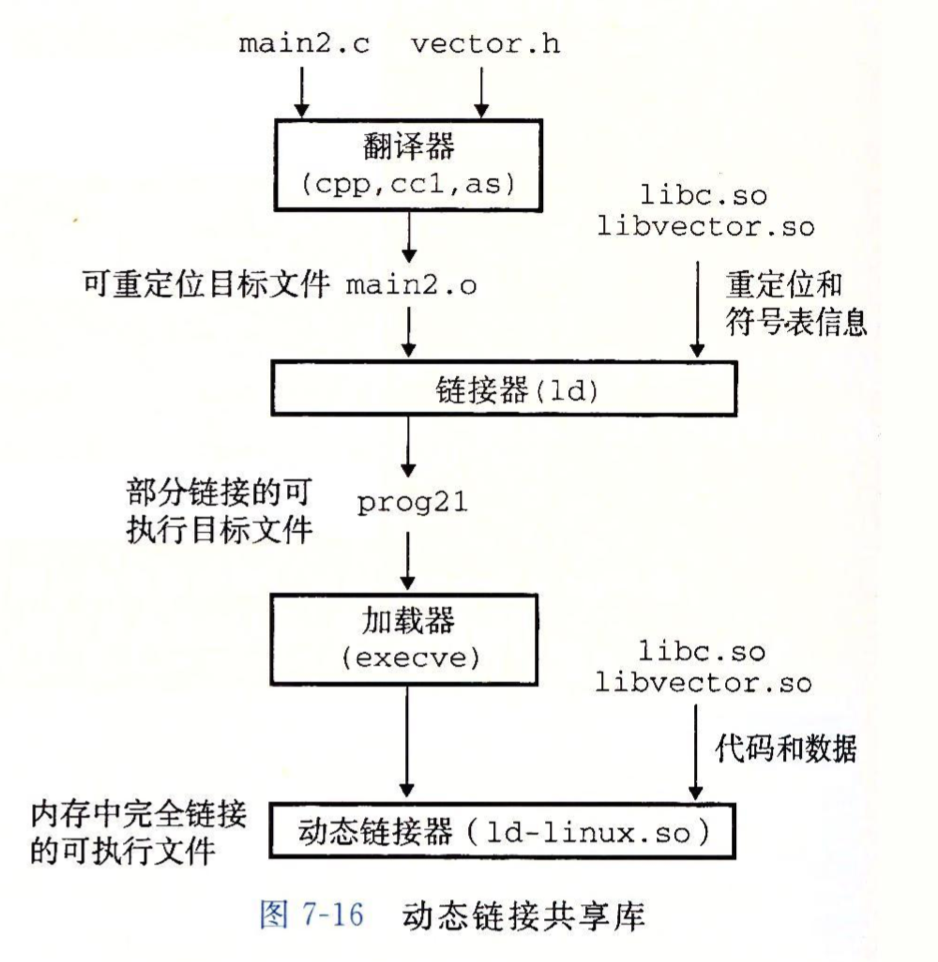 main2.c vector.h
翻译器
(cpp,cc1,as)
libc.so
libvector.so
可重定位目标文件 main2.o
重定位和
符号表信息
链接器(ld)
部分链接的可
执行目标文件
prog21
加载器
(execve)
libc.so
libvector.so
代码和数据
内存中完全链接
的可执行文件
动态链接器(ld-linux.so)
图 7-16 动态链接共享库